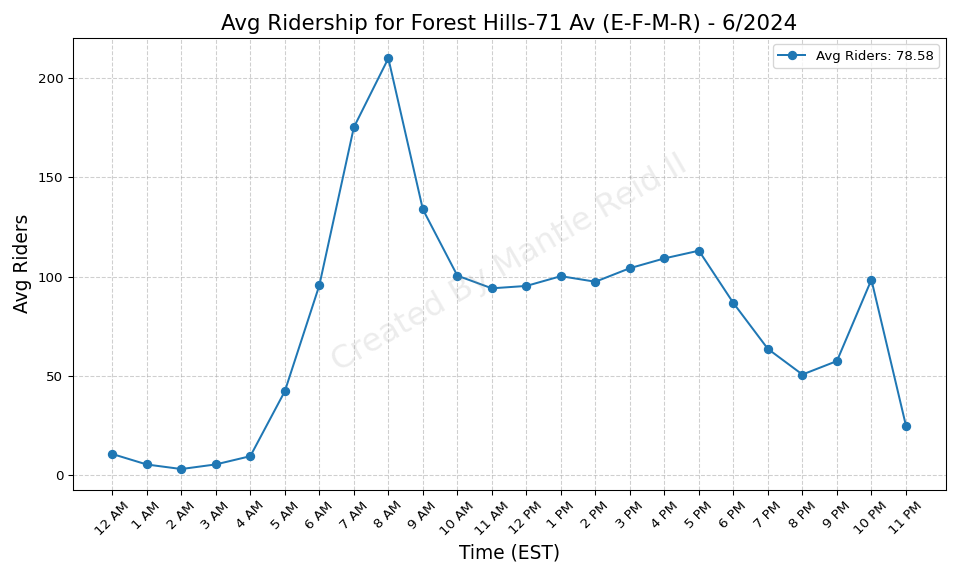 Avg Ridership for Forest Hills-71 Av (E-F-M-R) - 6/2024
Avg Riders: 78.58
200
150
100
50
0
Avg Riders
Created By Mantie Reid II
12 AM
1 AM
2 AM
3 AM
4 AM
5 AM
6 AM
7 AM
8 AM
9 AM
10 AM
11 AM
12 PM
1 PM
2 PM
3 PM
4 PM
5 PM
6 PM
7 PM
8 PM
9 PM
10 PM
11 PM
Time (EST)